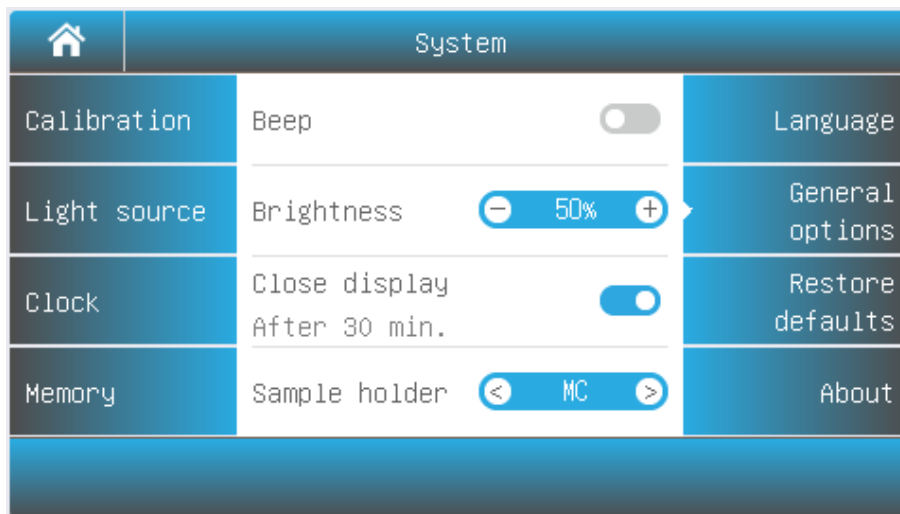 System
Calibration
Light source
Clock
Memory
Beep
Brightness
50%
Close display
After 30 min.
Sample holder
MC
Language
General
options
Restore
defaults
About